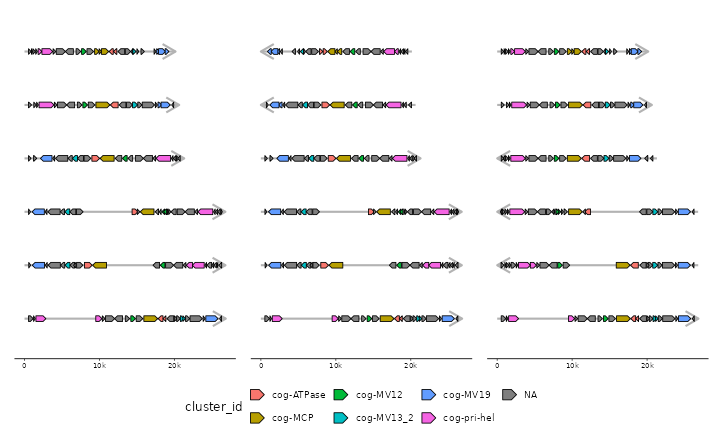 0 10k 20k 0 10k 20k 0 10k 20k
cluster_id
cog-ATPase cog-MV12 cog-MV19 NA
cog-MCP cog-MV13_2 cog-pri-hel